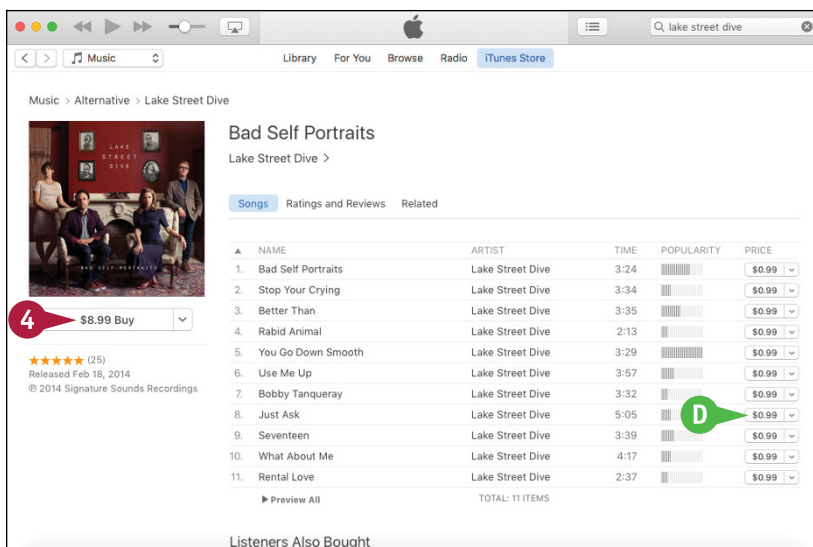 Music
Library For You Browse Radio iTunes Store
lake street dive
Music > Alternative > Lake Street Dive
LAKE
STREET
DIVE
BAD SELF PORTRAITS
4
$8.99 Buy
★★★★★ (25)
Released Feb 18, 2014
℗ 2014 Signature Sounds Recordings
Bad Self Portraits
Lake Street Dive >
Songs Ratings and Reviews Related
▲ NAME ARTIST TIME POPULARITY PRICE
1. Bad Self Portraits Lake Street Dive 3:24 $0.99
2. Stop Your Crying Lake Street Dive 3:34 $0.99
3. Better Than Lake Street Dive 3:35 $0.99
4. Rabid Animal Lake Street Dive 2:13 $0.99
5. You Go Down Smooth Lake Street Dive 3:29 $0.99
6. Use Me Up Lake Street Dive 3:57 $0.99
7. Bobby Tanqueray Lake Street Dive 3:32 $0.99
8. Just Ask Lake Street Dive 5:05 D $0.99
9. Seventeen Lake Street Dive 3:39 $0.99
10. What About Me Lake Street Dive 4:17 $0.99
11. Rental Love Lake Street Dive 2:37 $0.99
▶ Preview All TOTAL: 11 ITEMS
Listeners Also Bought